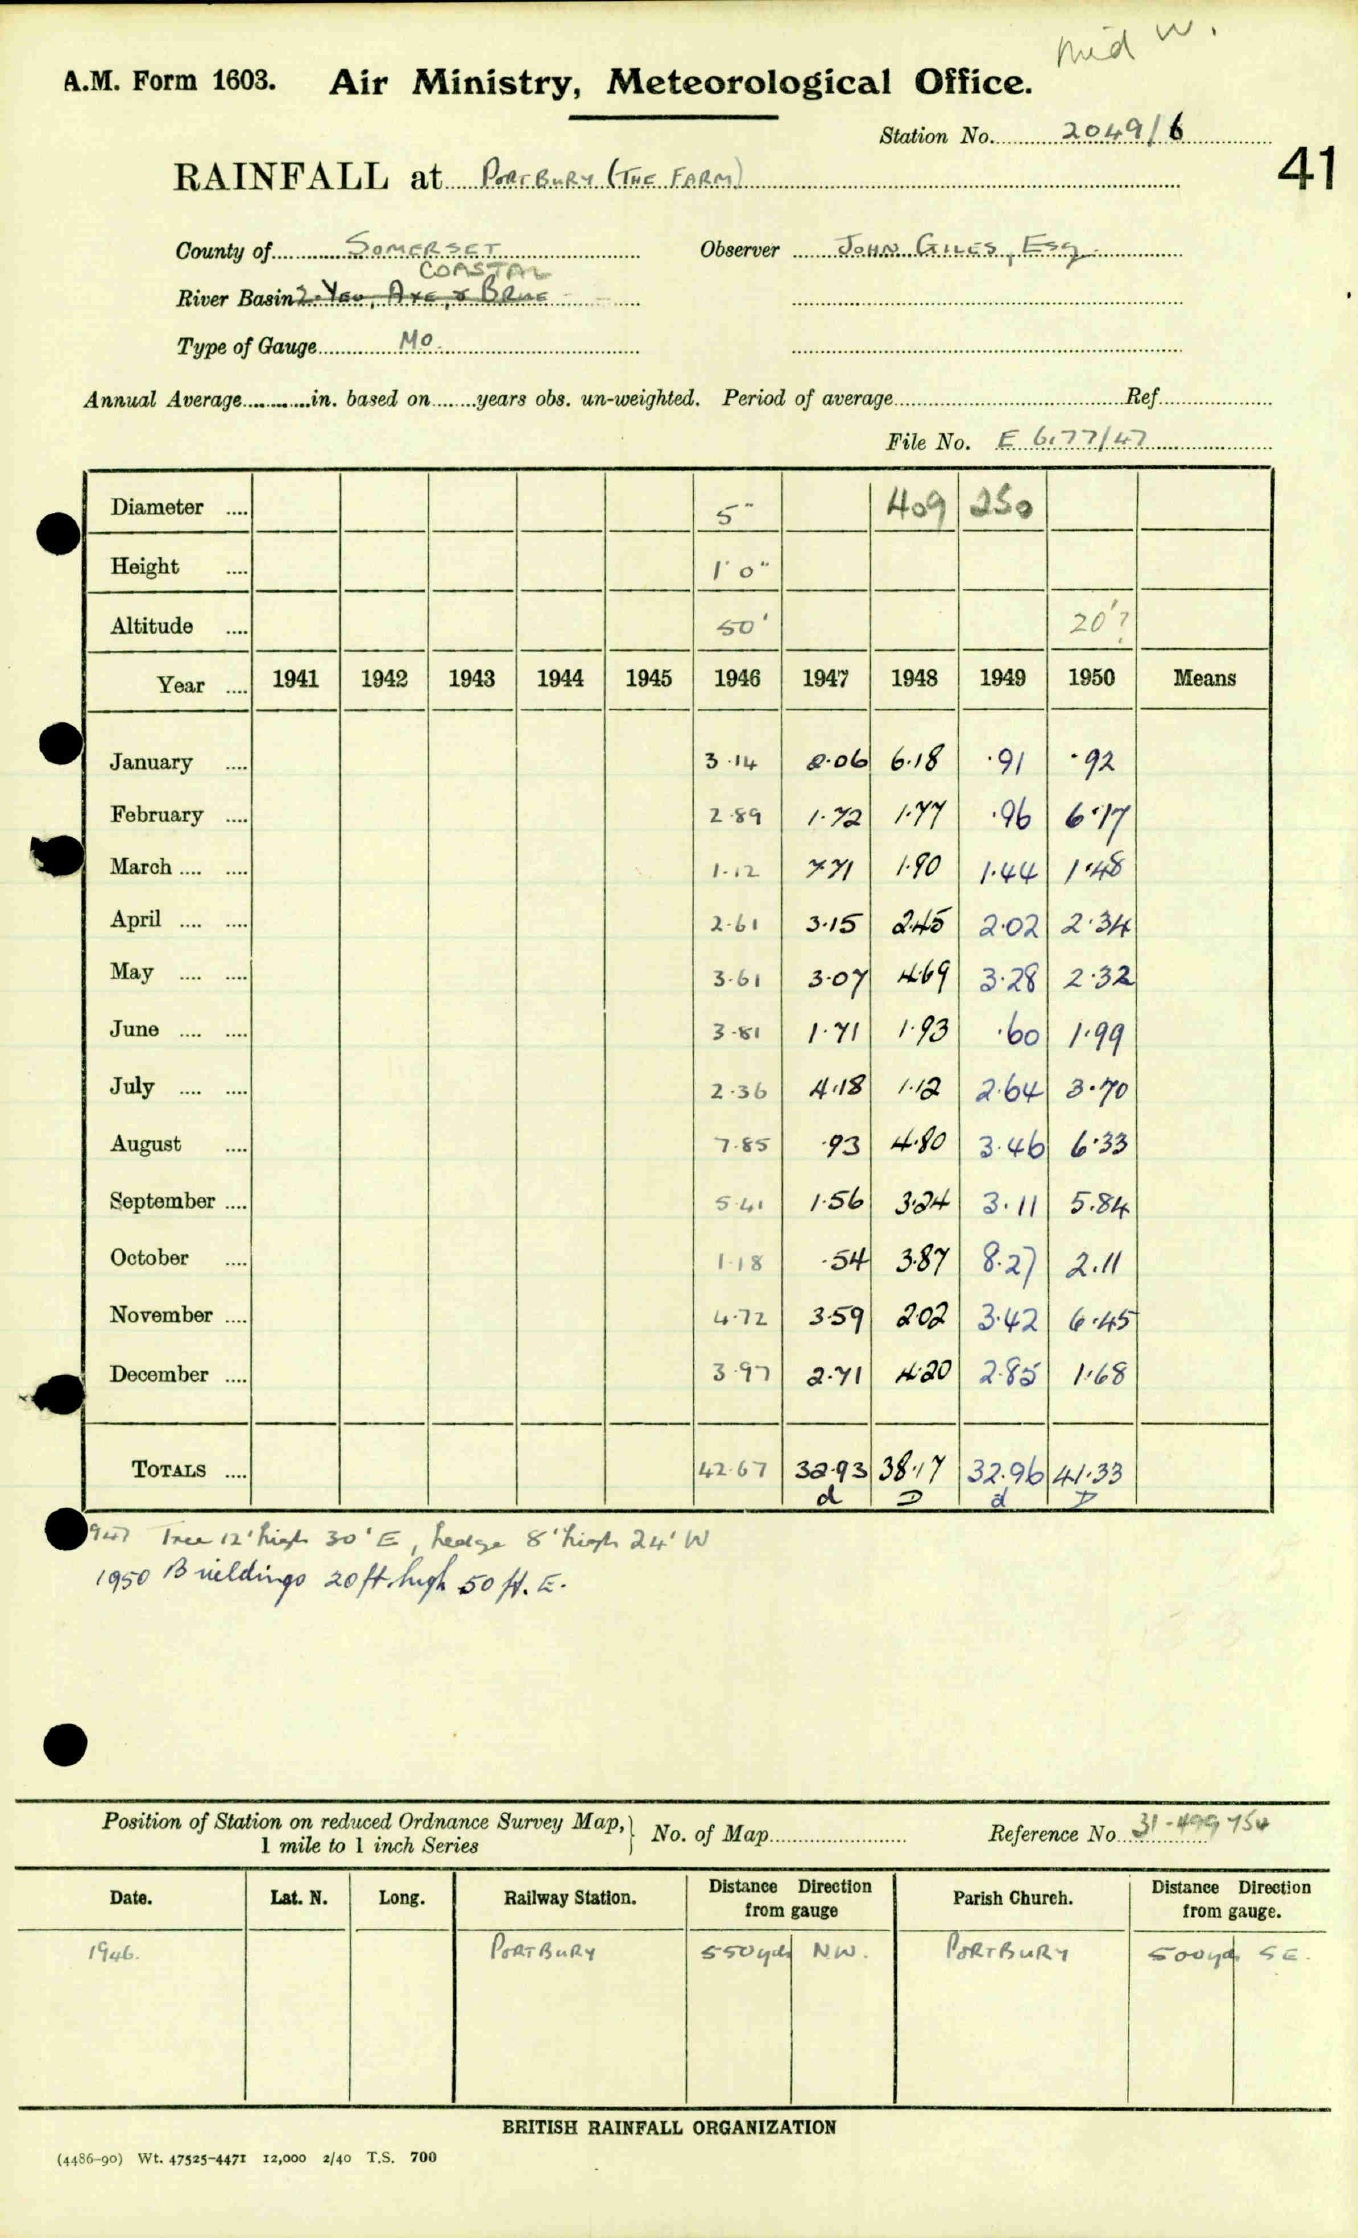 Mid W.
A.M. Form 1603. Air Ministry, Meteorological Office.
Station No. 2049/6
41
RAINFALL at PORTBURY (THE FARM)
County of SOMERSET Observer JOHN GILES, Esq.
COASTAL
River Basin 2. Yeo, Axe, & Brue
Type of Gauge MO.
Annual Average............in. based on........years obs. un-weighted. Period of average........Ref........
File No. E 6177/47
Diameter .... 5" 409 250
Height .... 1' 0"
Altitude .... 50' 20'?
Year .... 1941 1942 1943 1944 1945 1946 1947 1948 1949 1950 Means
January .... 3.14 2.06 6.18 .91 .92
February .... 2.89 1.72 1.77 .96 6.17
March .... .... 1.12 7.71 1.90 1.44 1.48
April .... .... 2.61 3.15 2.45 2.02 2.34
May .... .... 3.61 3.07 4.69 3.28 2.32
June .... .... 3.81 1.71 1.93 .60 1.99
July .... .... 2.36 4.18 1.12 2.64 3.70
August .... 7.85 .93 4.80 3.46 6.33
September .... 5.41 1.56 3.24 3.11 5.84
October .... 1.18 .54 3.87 8.27 2.11
November .... 4.72 3.59 2.02 3.42 6.45
December .... 3.97 2.71 4.20 2.85 1.68
TOTALS .... 42.67 32.93 38.17 32.96 41.33
d D d D
947 Tree 12' high 30' E, hedge 8' high 24' W
1950 Buildings 20 ft. high 50 ft. E.
Position of Station on reduced Ordnance Survey Map,
1 mile to 1 inch Series
No. of Map........ Reference No. 31-499 754
Date. Lat. N. Long. Railway Station. Distance Direction from gauge Parish Church. Distance Direction from gauge.
1946. PORTBURY 550 yds NW. PORTBURY 500 yds SE.
BRITISH RAINFALL ORGANIZATION
(4486-90) Wt. 47525-4471 12,000 2/40 T.S. 700